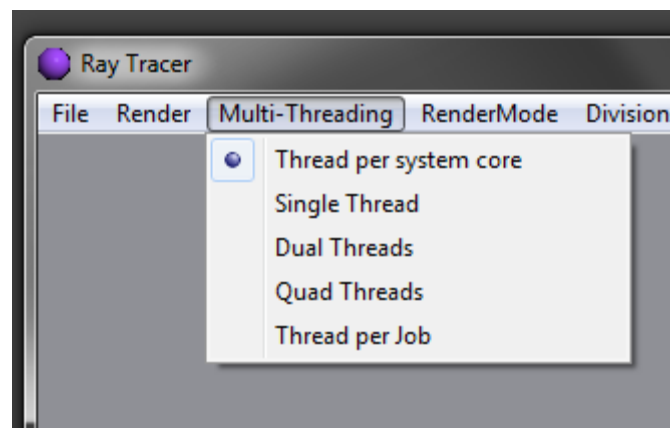 Ray Tracer
File Render Multi-Threading RenderMode Division
Thread per system core
Single Thread
Dual Threads
Quad Threads
Thread per Job